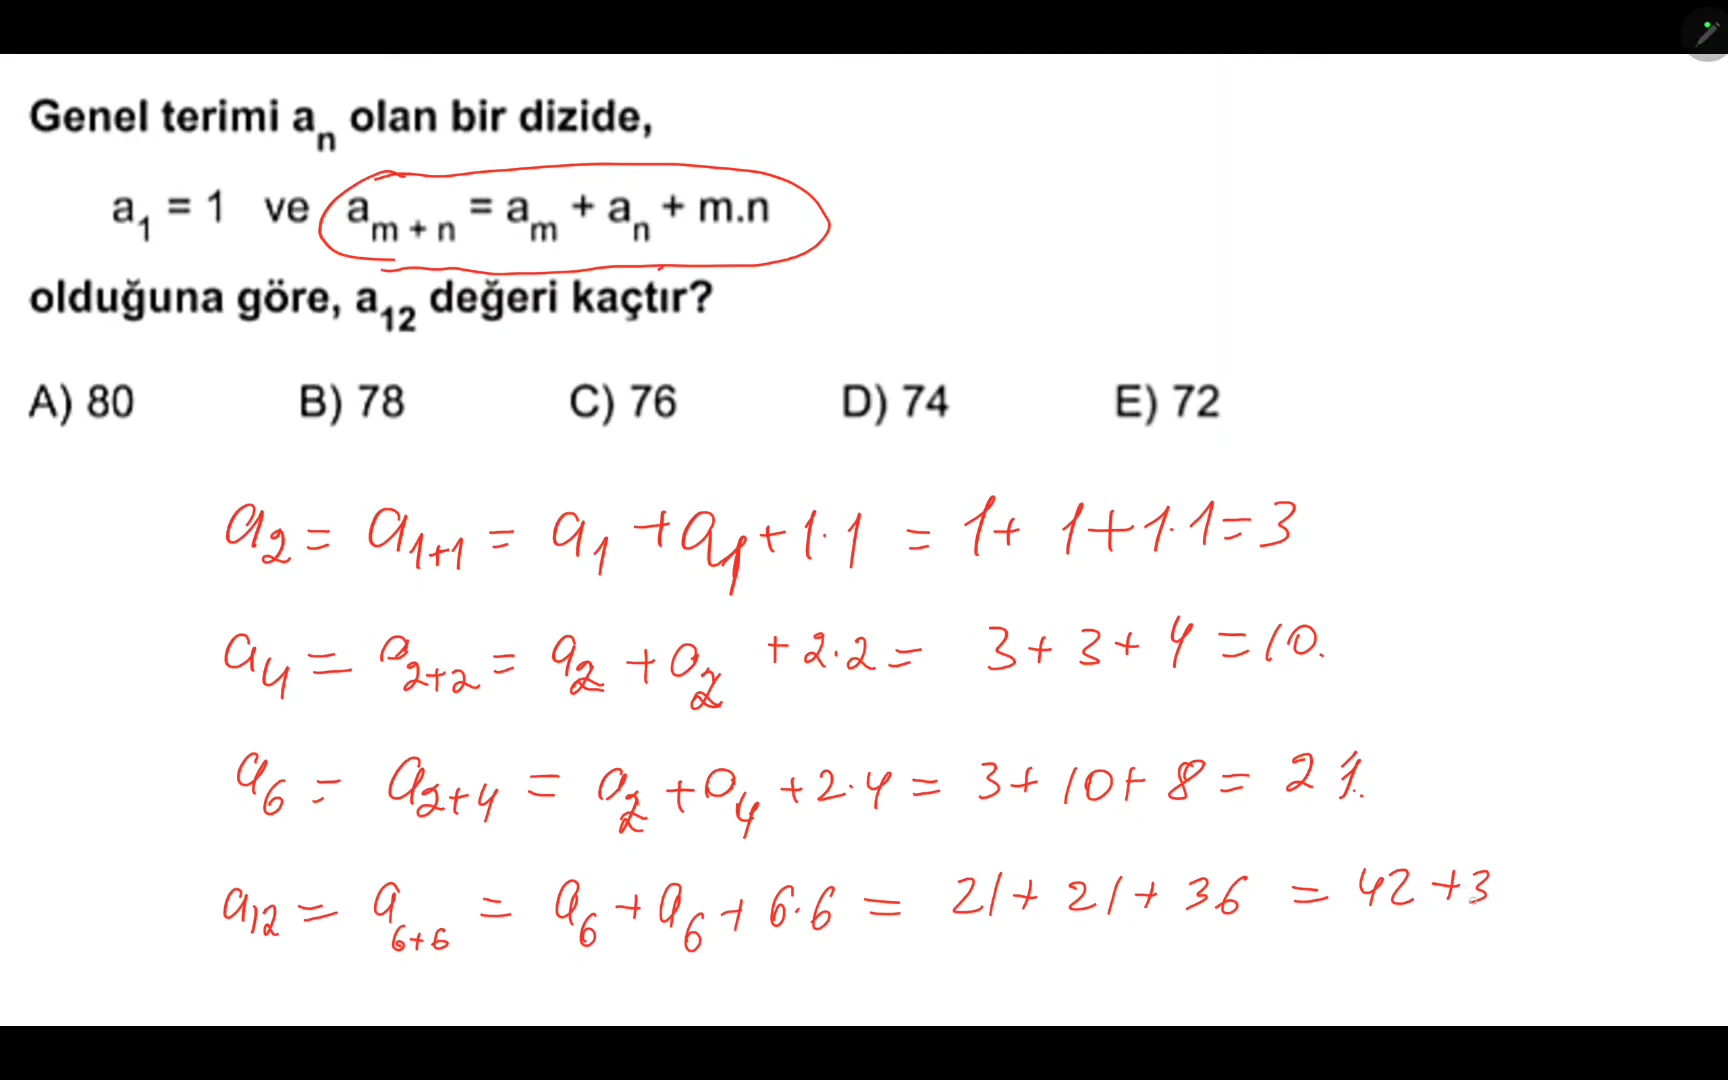 Genel terimi aₙ olan bir dizide,
a₁ = 1 ve aₘ₊ₙ = aₘ + aₙ + m.n
olduğuna göre, a₁₂ değeri kaçtır?
A) 80 B) 78 C) 76 D) 74 E) 72
a₂ = a₁₊₁ = a₁ + a₁ + 1·1 = 1 + 1 + 1·1 = 3
a₄ = a₂₊₂ = a₂ + a₂ + 2·2 = 3 + 3 + 4 = 10.
a₆ = a₂₊₄ = a₂ + a₄ + 2·4 = 3 + 10 + 8 = 21.
a₁₂ = a₆₊₆ = a₆ + a₆ + 6·6 = 21 + 21 + 36 = 42 + 3